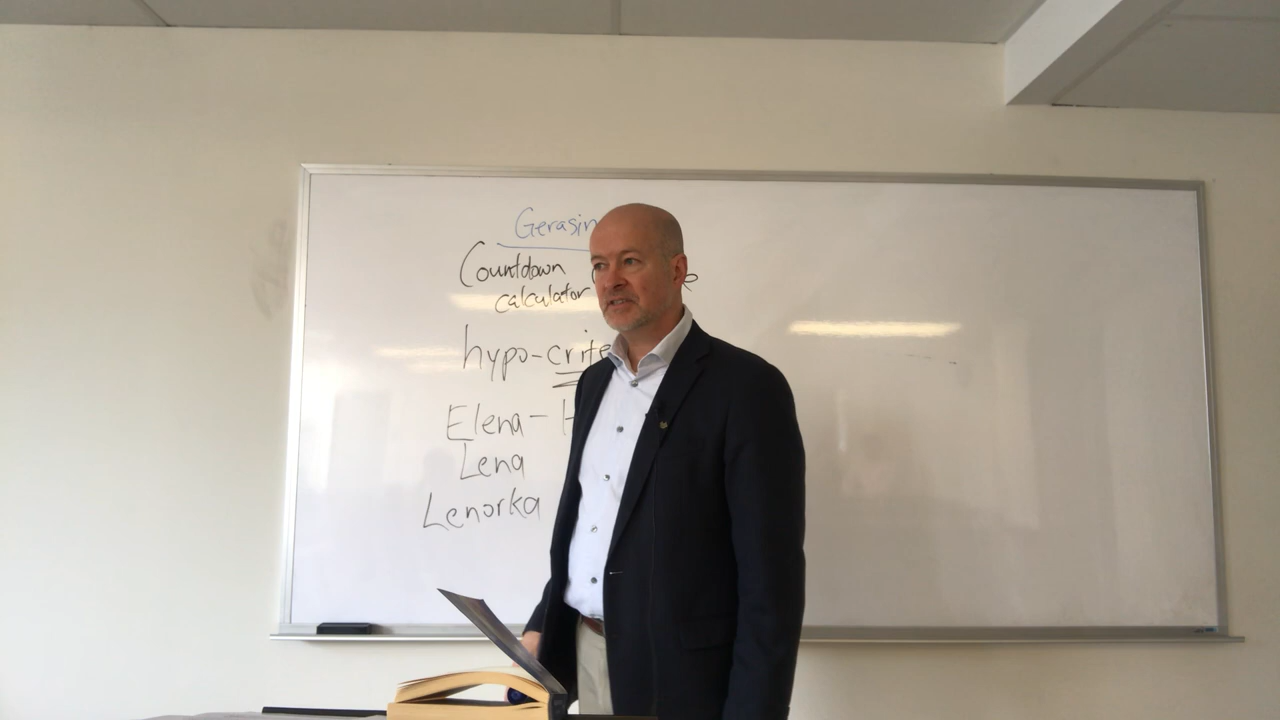 Gerasin
Countdown
calculator
hypo-crite
Elena - H
Lena
Lenorka